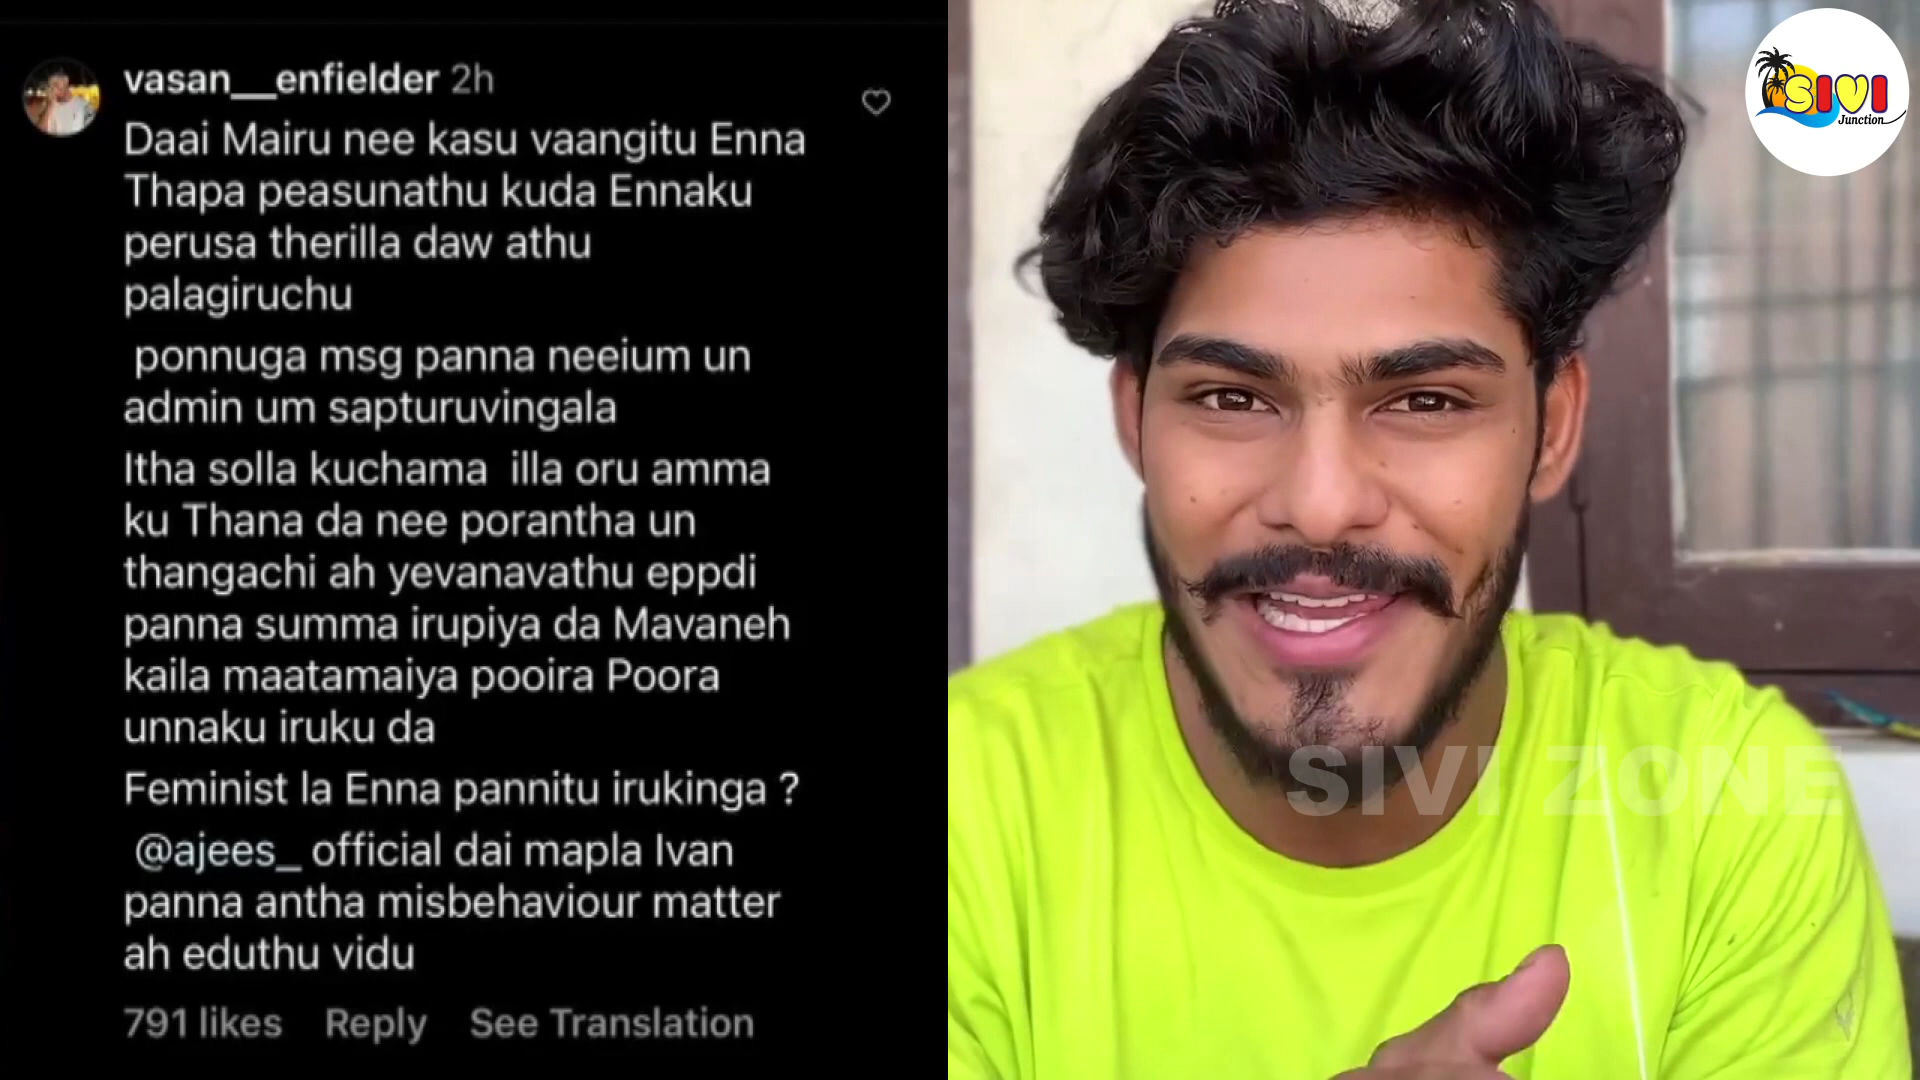 vasan__enfielder 2h
Daai Mairu nee kasu vaangitu Enna
Thapa peasunathu kuda Ennaku
perusa therilla daw athu
palagiruchu
ponnuga msg panna neeium un
admin um sapturuvingala
Itha solla kuchama illa oru amma
ku Thana da nee porantha un
thangachi ah yevanavathu eppdi
panna summa irupiya da Mavaneh
kaila maatamaiya pooira Poora
unnaku iruku da
Feminist la Enna pannitu irukinga ?
@ajees_ official dai mapla Ivan
panna antha misbehaviour matter
ah eduthu vidu
791 likes Reply See Translation
SIVI
Junction
SIVI ZONE